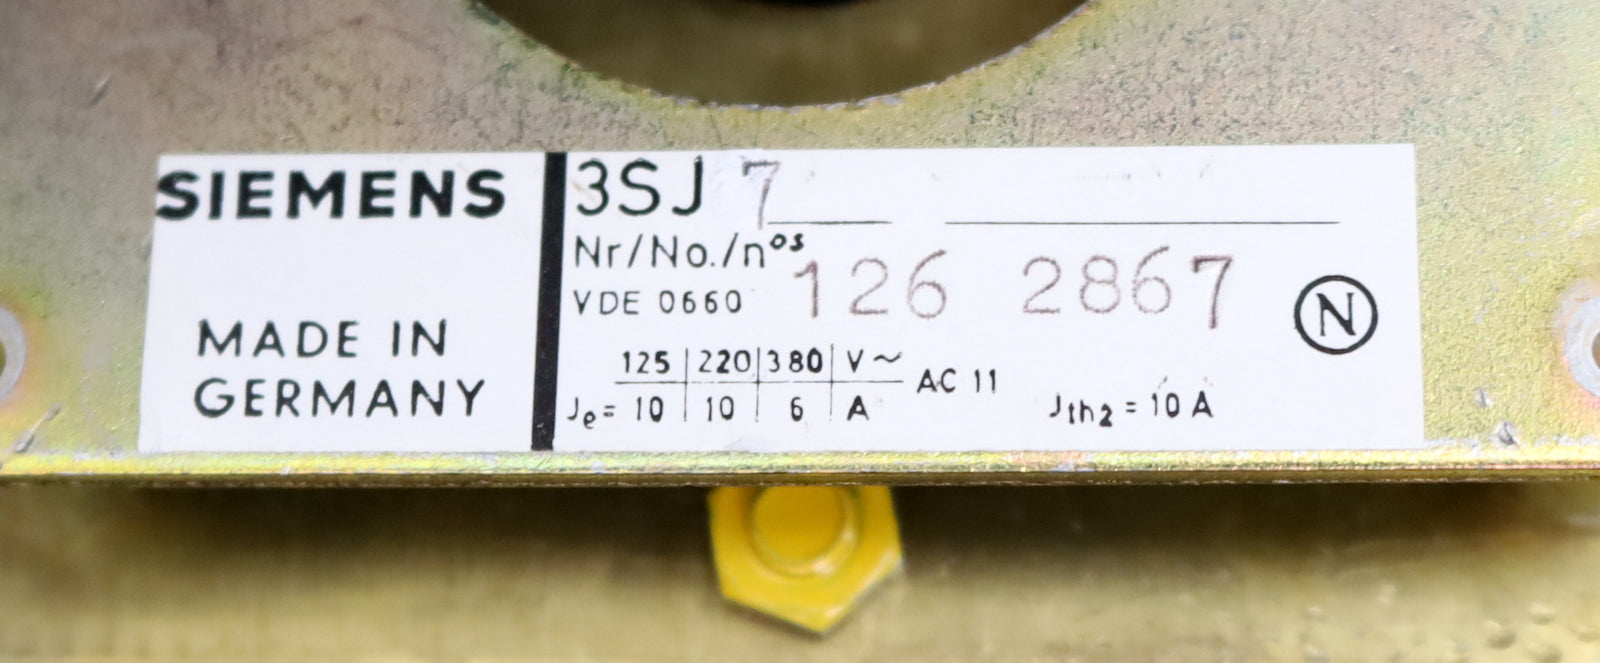 SIEMENS
MADE IN
GERMANY
3SJ 7
Nr/No./nos
VDE 0660 126 2867
N
125 | 220 | 380 | V ~ AC 11
Je = 10 | 10 | 6 | A Jth2 = 10 A